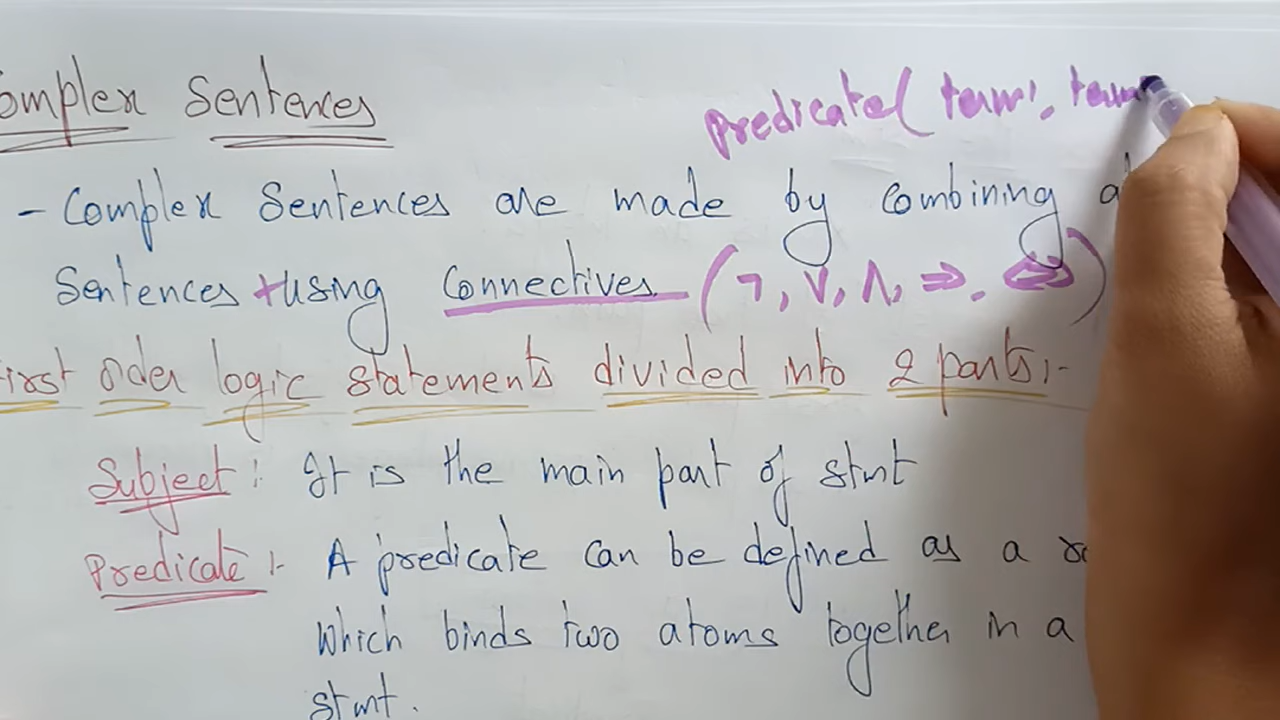 omplex Sentences
predicate( term1, term
- Complex Sentences are made by combining a
Sentences + using Connectives (¬, ∨, ∧, ⇒, ⇔)
irst order logic statements divided into 2 parts:-
Subject: It is the main part of stmt
Predicate:- A predicate can be defined as a re
which binds two atoms together in a
stmt.